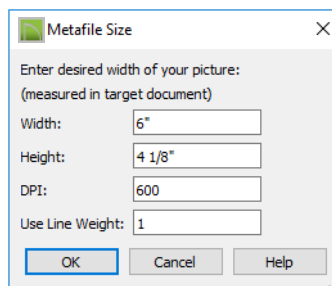 Metafile Size
Enter desired width of your picture:
(measured in target document)
Width: 6"
Height: 4 1/8"
DPI: 600
Use Line Weight: 1
OK Cancel Help